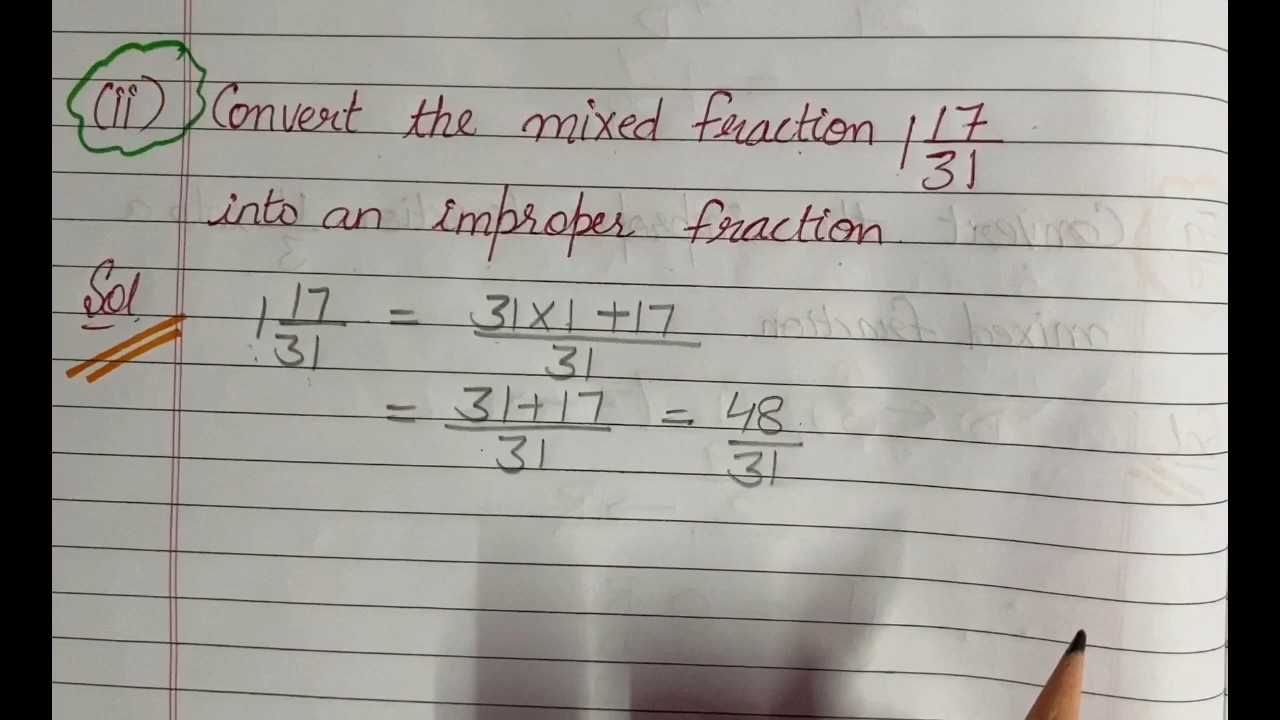 (ii) Convert the mixed fraction 1 17/31
into an improper fraction
Sol 1 17/31 = 31×1+17/31
= 31+17/31 = 48/31